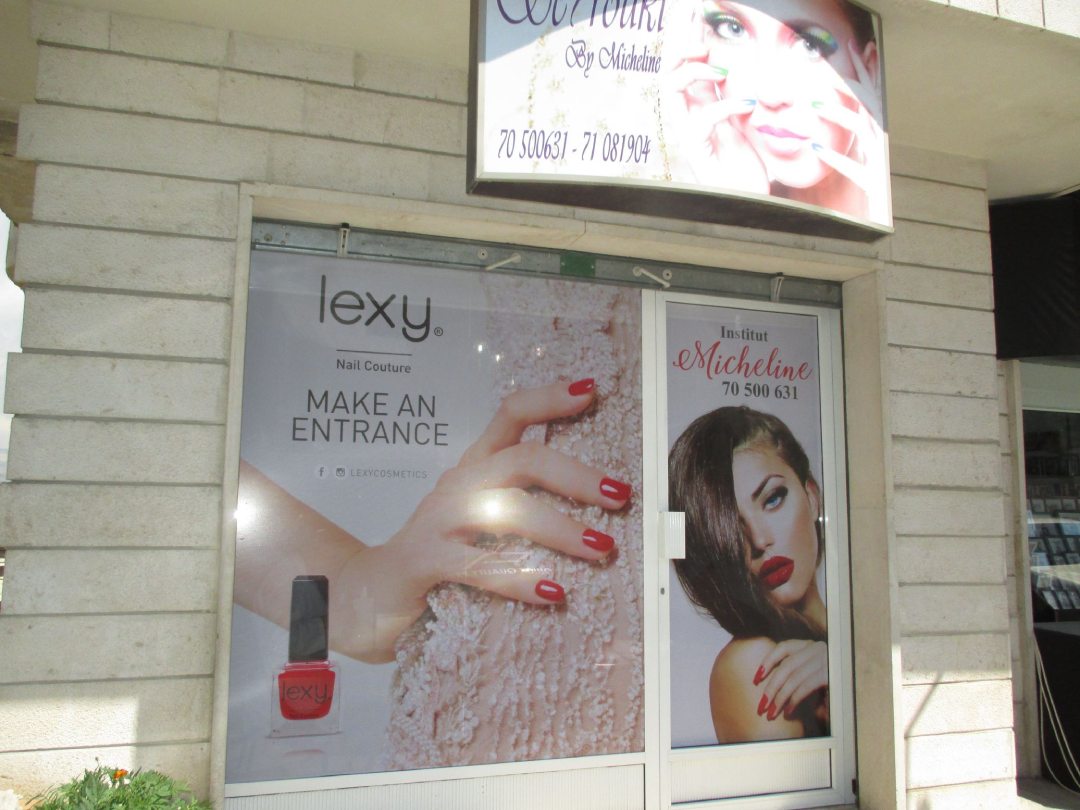 By Micheline
70 500631 - 71 081904
lexy®
Nail Couture
MAKE AN
ENTRANCE
f LEXYCOSMETICS
Institut
Micheline
70 500 631
lexy